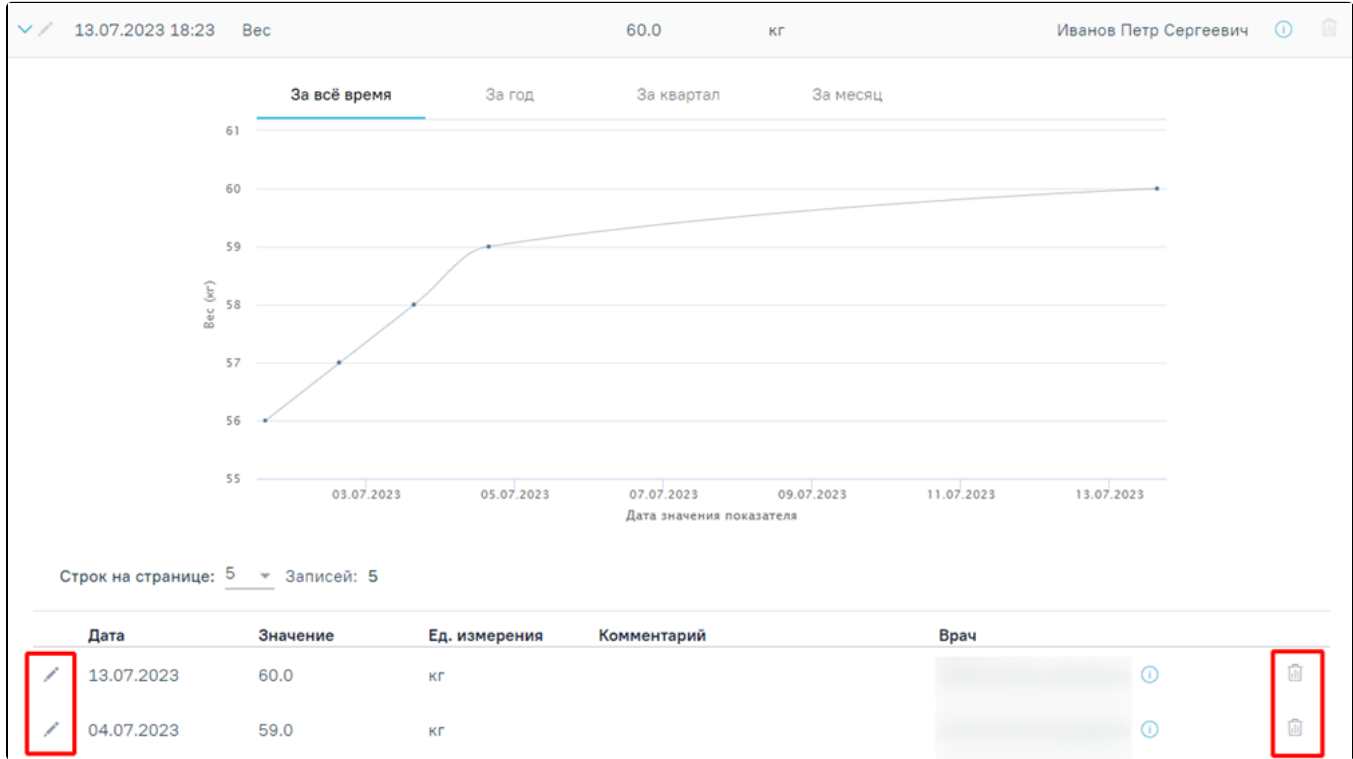 13.07.2023 18:23 Вес 60.0 кг Иванов Петр Сергеевич
За всё время За год За квартал За месяц
61
60
59
58
57
56
55
Вес (кг)
03.07.2023 05.07.2023 07.07.2023 09.07.2023 11.07.2023 13.07.2023
Дата значения показателя
Строк на странице: 5 Записей: 5
Дата Значение Ед. измерения Комментарий Врач
13.07.2023 60.0 кг
04.07.2023 59.0 кг